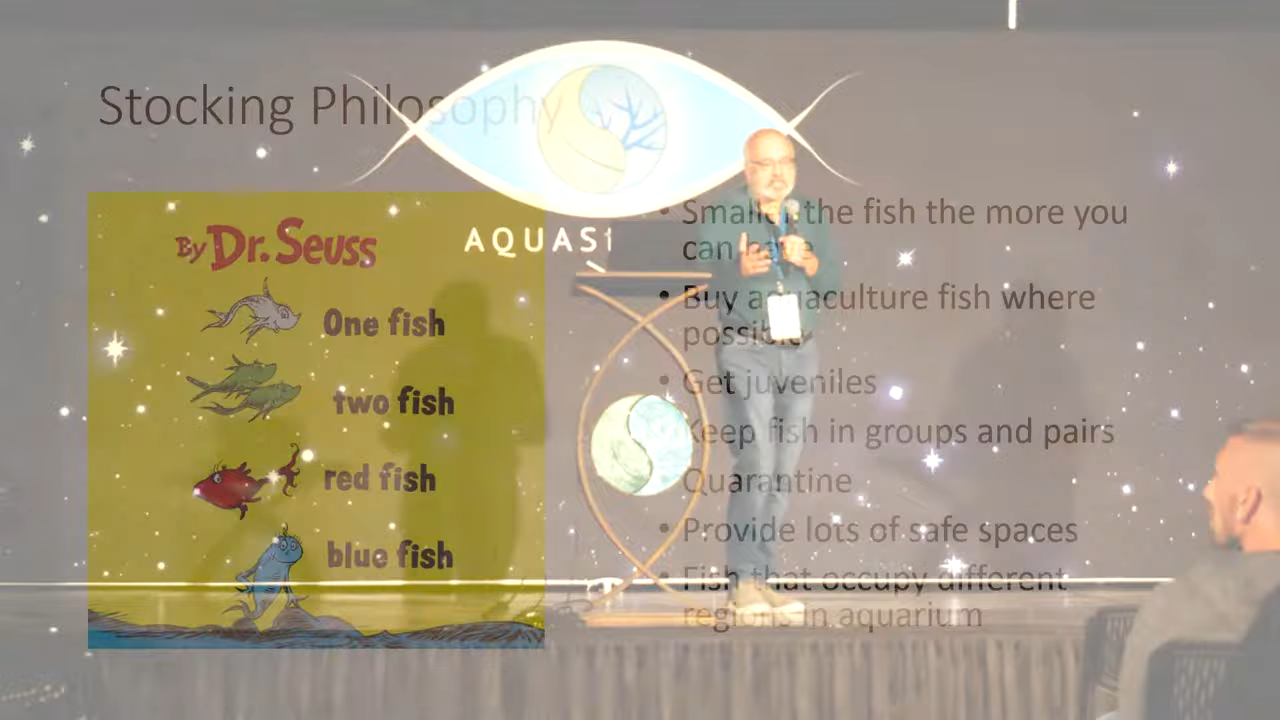 Stocking Philosophy
By Dr. Seuss
One fish
two fish
red fish
blue fish
AQUAS
• Smaller the fish the more you
can have
• Buy aquaculture fish where
possible
• Get juveniles
• Keep fish in groups and pairs
• Quarantine
• Provide lots of safe spaces
• Fish that occupy different
regions in aquarium